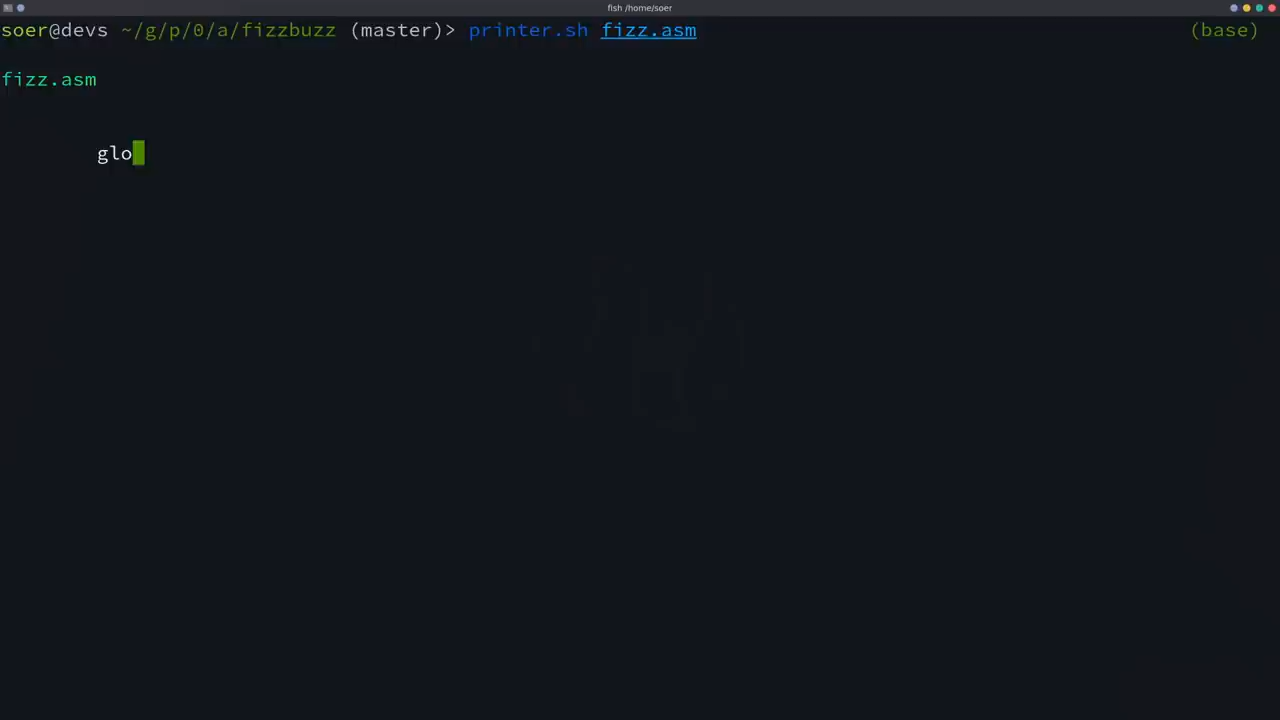 fish /home/soer
soer@devs ~/g/p/0/a/fizzbuzz (master)> printer.sh fizz.asm (base)
fizz.asm
glo